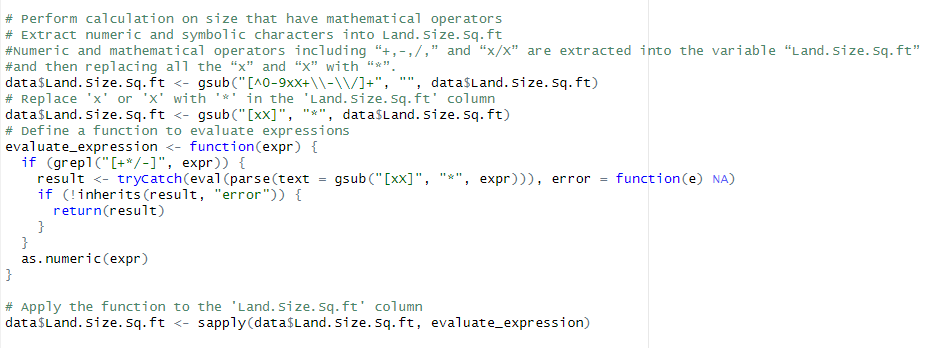 # Perform calculation on size that have mathematical operators
# Extract numeric and symbolic characters into Land.Size.Sq.ft
#Numeric and mathematical operators including “+,-,/,” and “x/X” are extracted into the variable “Land.Size.Sq.ft”
#and then replacing all the “x” and “X” with “*”.
data$Land.Size.Sq.ft <- gsub("[^0-9xX+\\-\\/]+", "", data$Land.Size.Sq.ft)
# Replace 'x' or 'X' with '*' in the 'Land.Size.Sq.ft' column
data$Land.Size.Sq.ft <- gsub("[xX]", "*", data$Land.Size.Sq.ft)
# Define a function to evaluate expressions
evaluate_expression <- function(expr) {
  if (grepl("[+*/-]", expr)) {
    result <- tryCatch(eval(parse(text = gsub("[xX]", "*", expr))), error = function(e) NA)
    if (!inherits(result, "error")) {
      return(result)
    }
  }
  as.numeric(expr)
}
# Apply the function to the 'Land.Size.Sq.ft' column
data$Land.Size.Sq.ft <- sapply(data$Land.Size.Sq.ft, evaluate_expression)